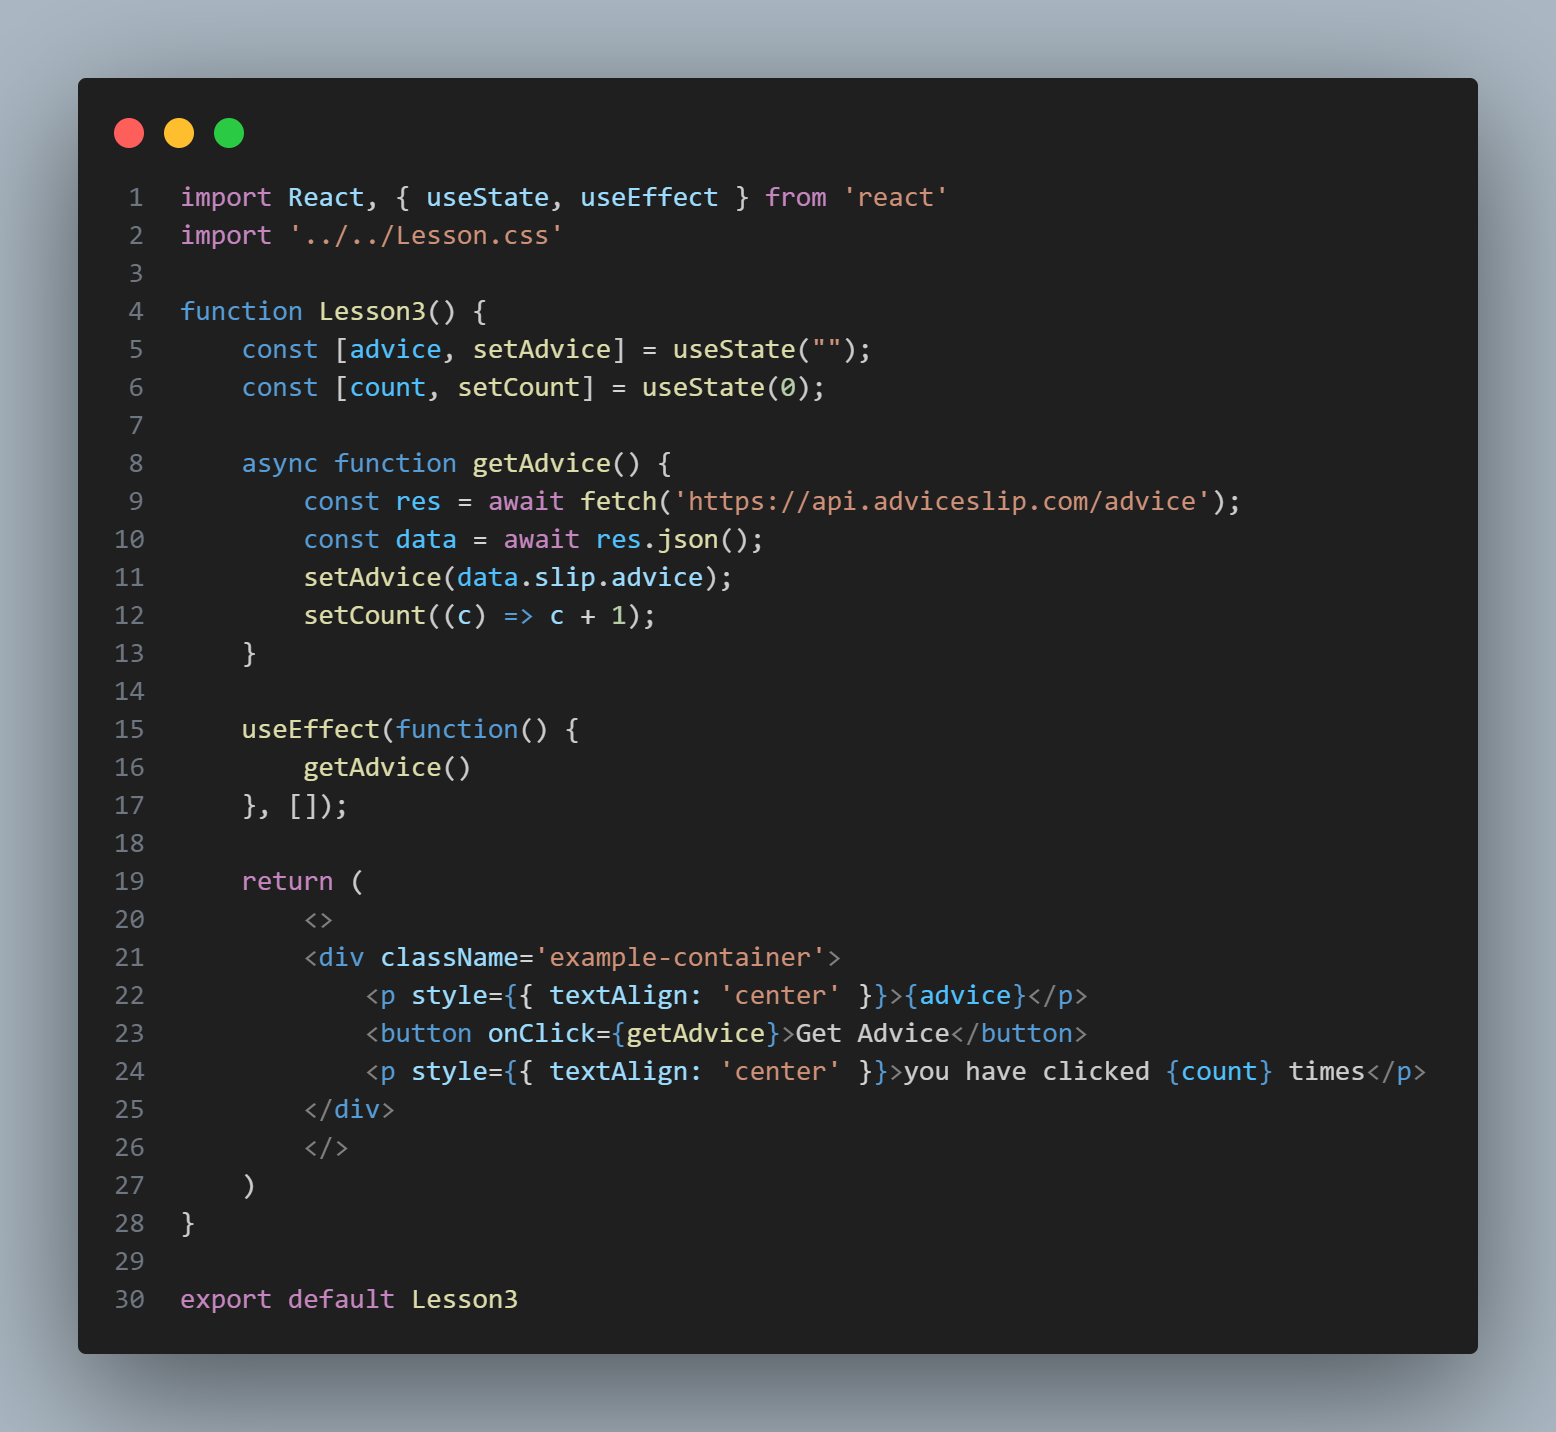 1 import React, { useState, useEffect } from 'react'
2 import '../../Lesson.css'
3
4 function Lesson3() {
5     const [advice, setAdvice] = useState("");
6     const [count, setCount] = useState(0);
7
8     async function getAdvice() {
9         const res = await fetch('https://api.adviceslip.com/advice');
10         const data = await res.json();
11         setAdvice(data.slip.advice);
12         setCount((c) => c + 1);
13     }
14
15     useEffect(function() {
16         getAdvice()
17     }, []);
18
19     return (
20         <>
21         <div className='example-container'>
22             <p style={{ textAlign: 'center' }}>{advice}</p>
23             <button onClick={getAdvice}>Get Advice</button>
24             <p style={{ textAlign: 'center' }}>you have clicked {count} times</p>
25         </div>
26         </>
27     )
28 }
29
30 export default Lesson3